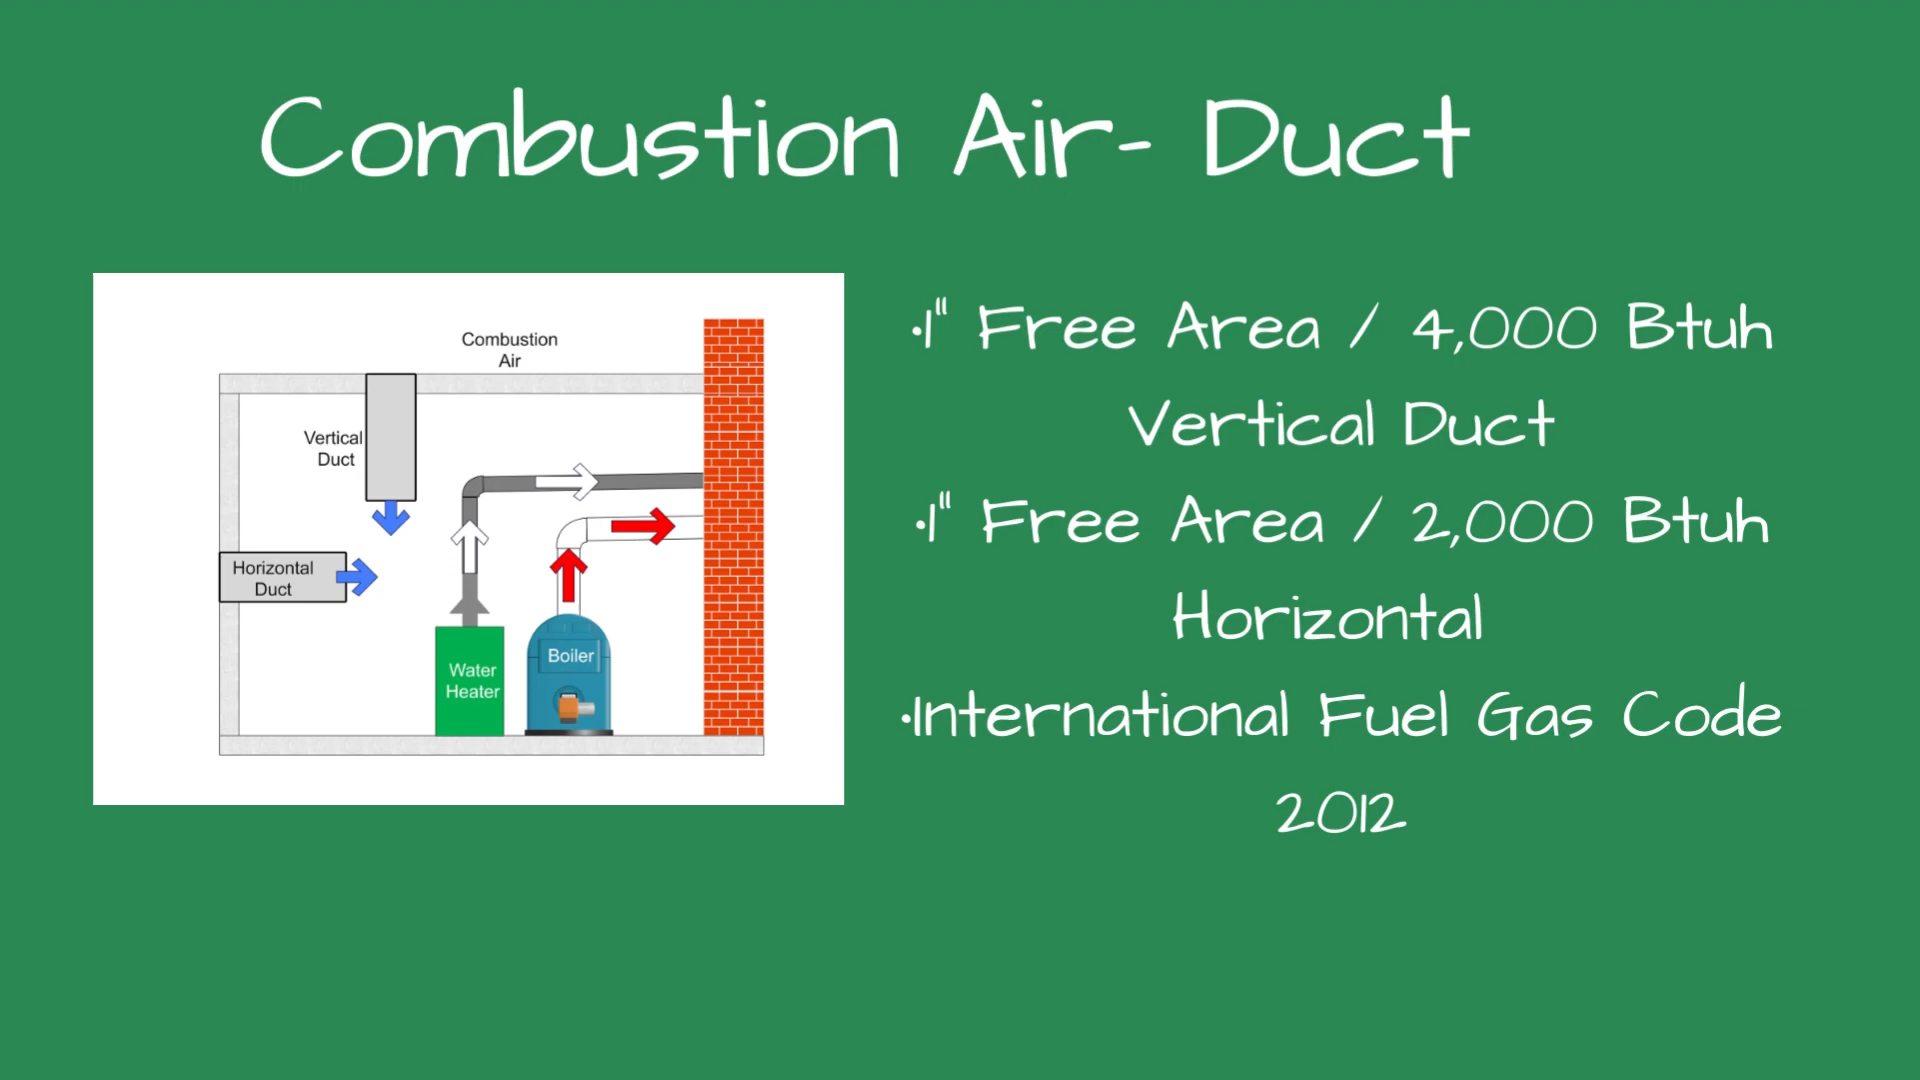 Combustion Air- Duct
Combustion
Air
Vertical
Duct
Horizontal
Duct
Water
Heater
Boiler
•1" Free Area / 4,000 Btuh
Vertical Duct
•1" Free Area / 2,000 Btuh
Horizontal
•International Fuel Gas Code
2012